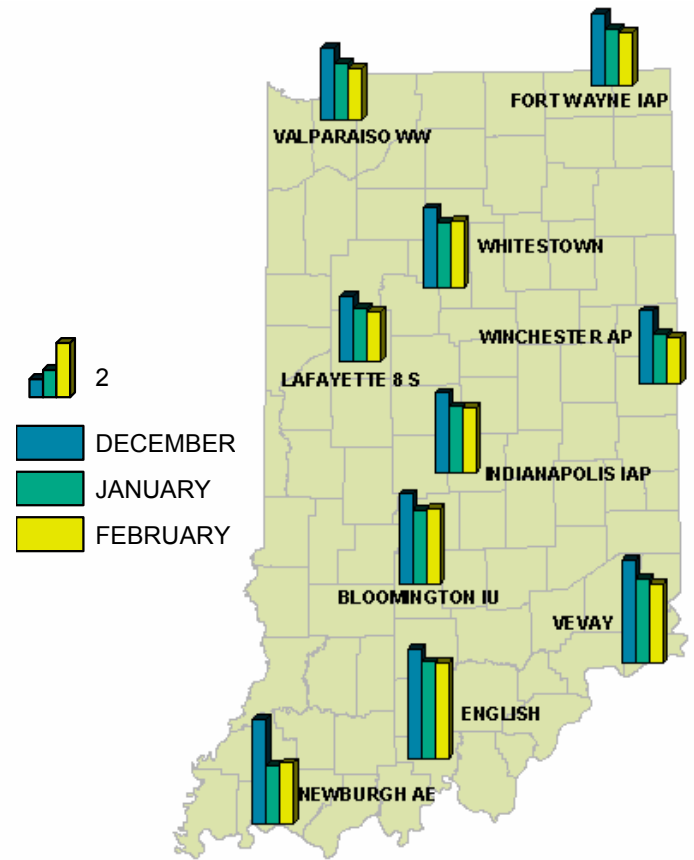 FORT WAYNE IAP
VALPARAISO WW
WHITESTOWN
WINCHESTER AP
LAFAYETTE 8 S
2
DECEMBER
INDIANAPOLIS IAP
JANUARY
FEBRUARY
BLOOMINGTON IU
VEVAY
ENGLISH
NEWBURGH AE